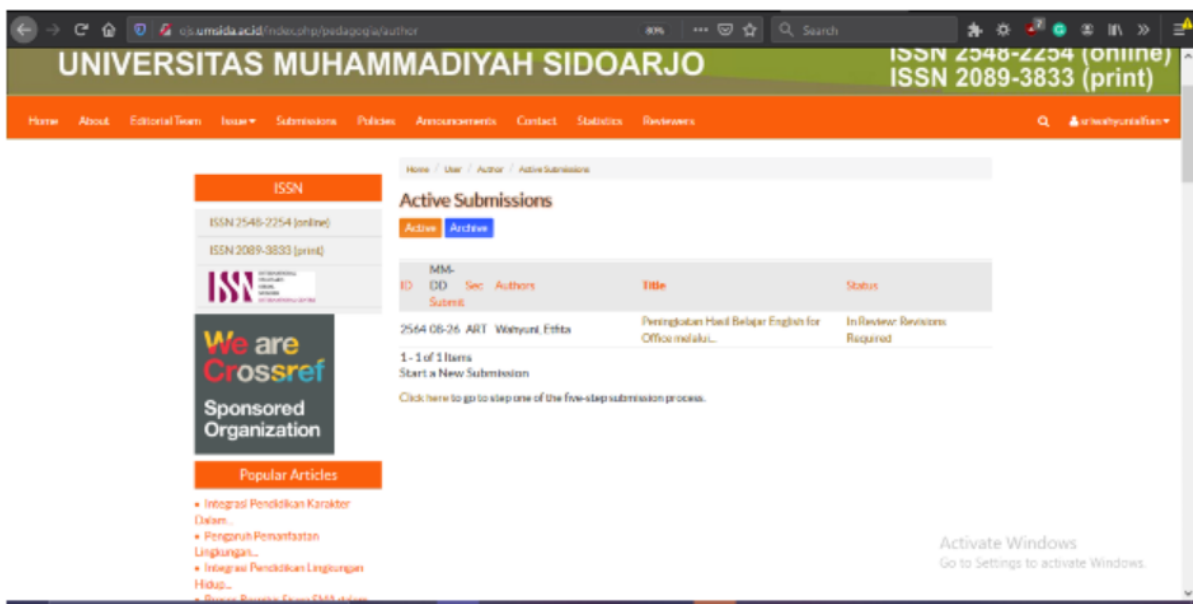 ojs.umsida.ac.id/index.php/pedagogia/author
80%
Search
2
UNIVERSITAS MUHAMMADIYAH SIDOARJO
ISSN 2548-2254 (online)
ISSN 2089-3833 (print)
Home About Editorial Team Issue Submissions Policies Announcements Contact Statistics Reviewers
sriwahyunialfian
Home / User / Author / Active Submissions
ISSN
ISSN 2548-2254 (online)
ISSN 2089-3833 (print)
ISSN
We are
Crossref
Sponsored
Organization
Popular Articles
• Integrasi Pendidikan Karakter
Dalam...
• Pengaruh Pemanfaatan
Lingkungan...
• Integrasi Pendidikan Lingkungan
Hidup...
Active Submissions
Active Archive
ID MM-DD Submit Sec Authors Title Status
2564 08-26 ART Wahyuni, Etfita Peningkatan Hasil Belajar English for In Review: Revisions
Office melalui... Required
1 - 1 of 1 Items
Start a New Submission
Click here to go to step one of the five-step submission process.
Activate Windows
Go to Settings to activate Windows.